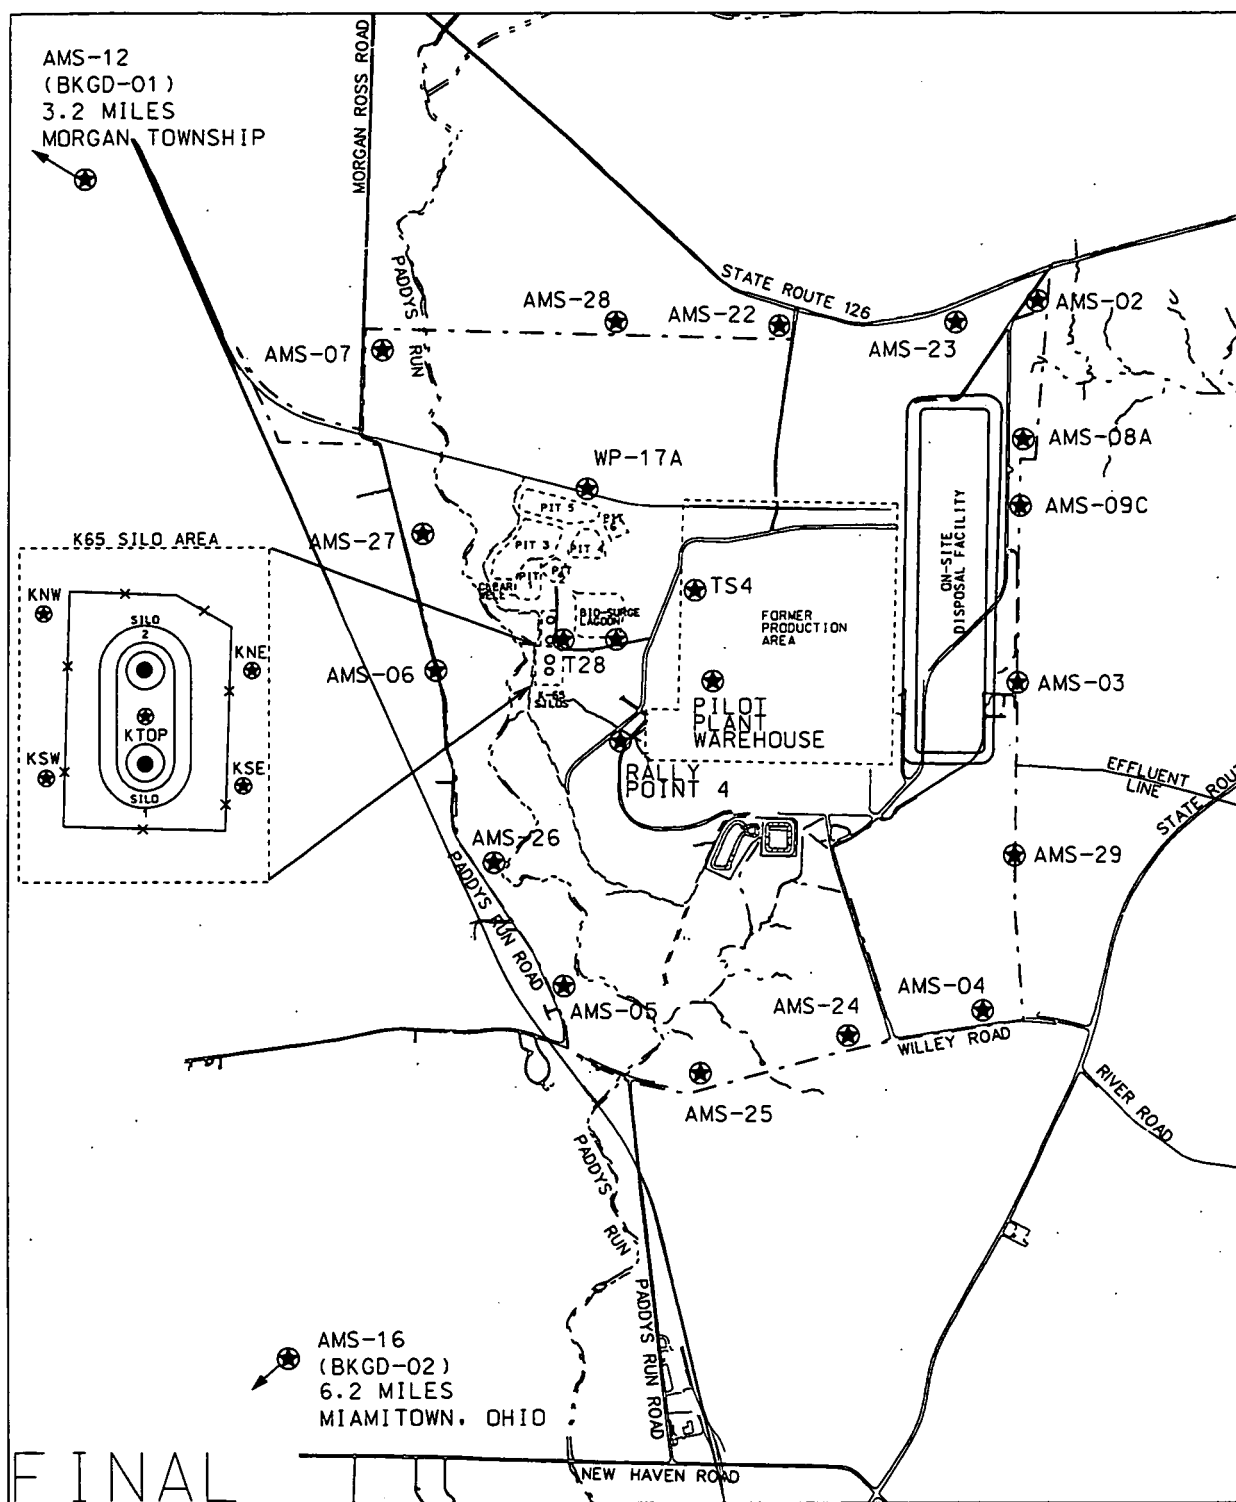 AMS-12
(BKGD-01)
3.2 MILES
MORGAN TOWNSHIP
MORGAN ROSS ROAD
PADDYS
RUN
STATE ROUTE 126
AMS-28
AMS-22
AMS-23
AMS-02
AMS-07
AMS-08A
WP-17A
AMS-09C
PIT 5
PIT 3
PIT 4
PIT
PIT
PIT
AMS-27
K65 SILO AREA
KNW
SILO
2
KNE
KTOP
KSW
KSE
SILO
1
TS4
BIO-SURGE
LAGOON
FORMER
PRODUCTION
AREA
ON-SITE
DISPOSAL FACILITY
T28
AMS-06
K-65
SILOS
AMS-03
PILOT
PLANT
WAREHOUSE
RALLY
POINT 4
EFFLUENT
LINE
STATE ROUT
AMS-26
AMS-29
PADDYS RUN ROAD
AMS-05
AMS-24
AMS-04
WILLEY ROAD
AMS-25
RIVER ROAD
PADDYS
RUN
PADDYS RUN ROAD
AMS-16
(BKGD-02)
6.2 MILES
MIAMITOWN, OHIO
NEW HAVEN ROAD
FINAL